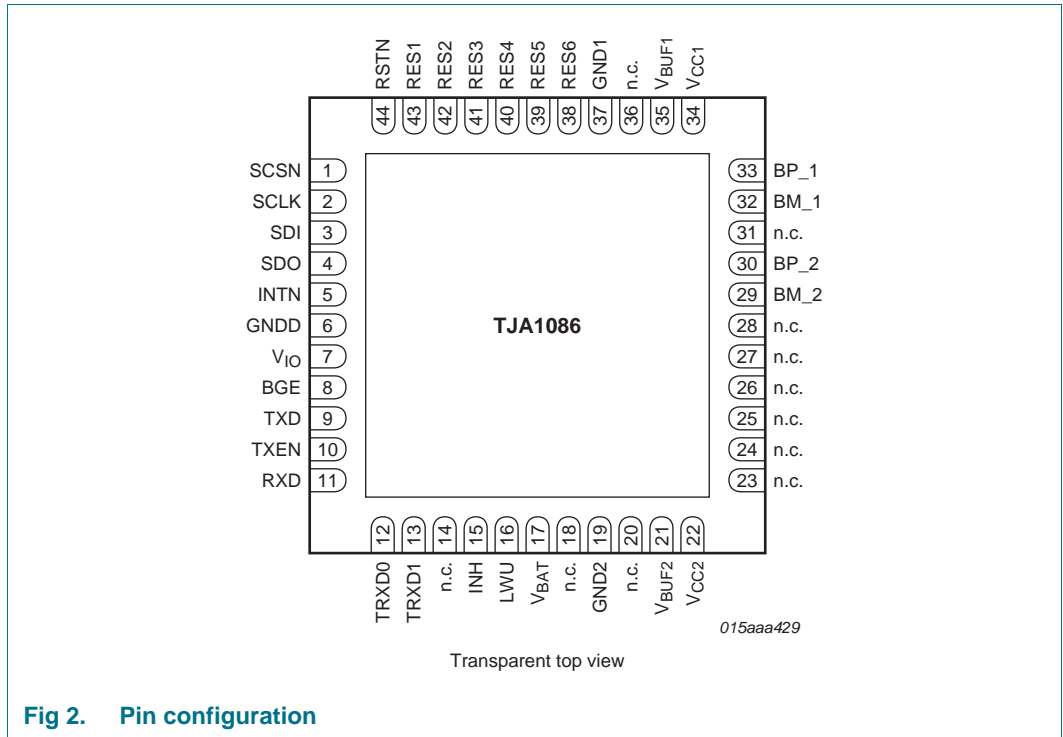 RSTN
RES1
RES2
RES3
RES4
RES5
RES6
GND1
n.c.
VBUF1
VCC1
44
43
42
41
40
39
38
37
36
35
34
SCSN 1
SCLK 2
SDI 3
SDO 4
INTN 5
GNDD 6
VIO 7
BGE 8
TXD 9
TXEN 10
RXD 11
TJA1086
33 BP_1
32 BM_1
31 n.c.
30 BP_2
29 BM_2
28 n.c.
27 n.c.
26 n.c.
25 n.c.
24 n.c.
23 n.c.
12
13
14
15
16
17
18
19
20
21
22
TRXD0
TRXD1
n.c.
INH
LWU
VBAT
n.c.
GND2
n.c.
VBUF2
VCC2
015aaa429
Transparent top view
Fig 2. Pin configuration